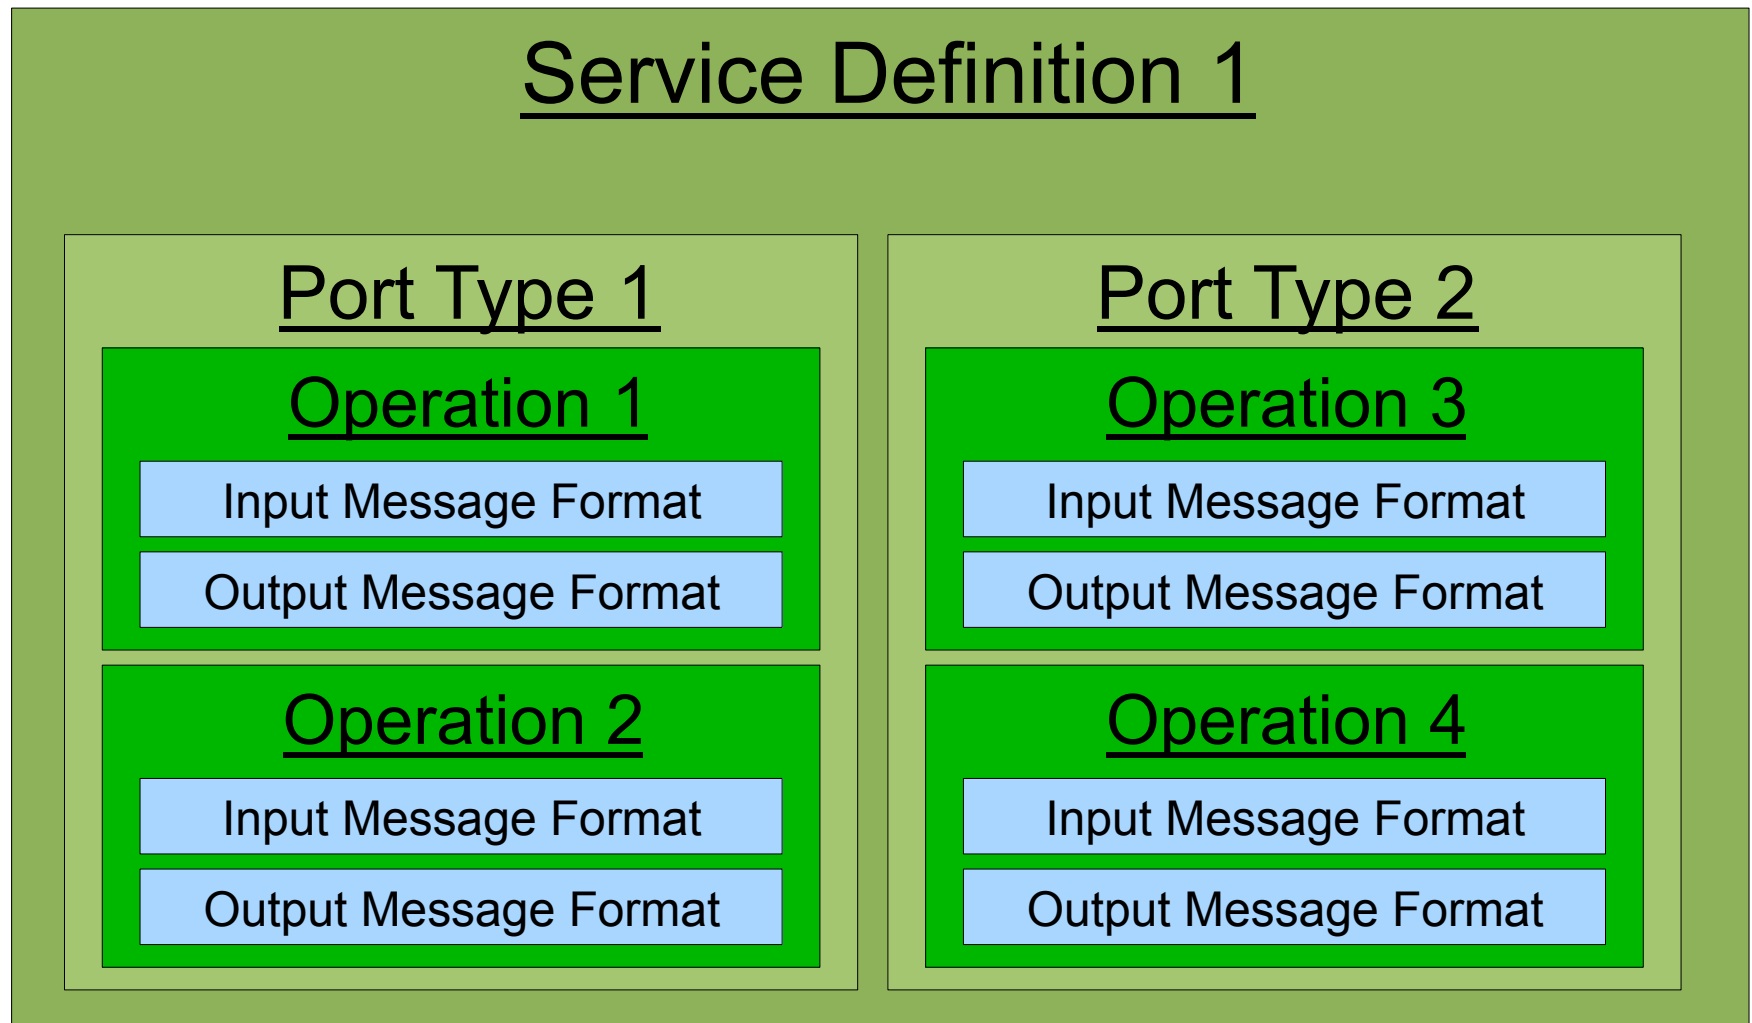 Service Definition 1
Port Type 1
Operation 1
Input Message Format
Output Message Format
Operation 2
Input Message Format
Output Message Format
Port Type 2
Operation 3
Input Message Format
Output Message Format
Operation 4
Input Message Format
Output Message Format